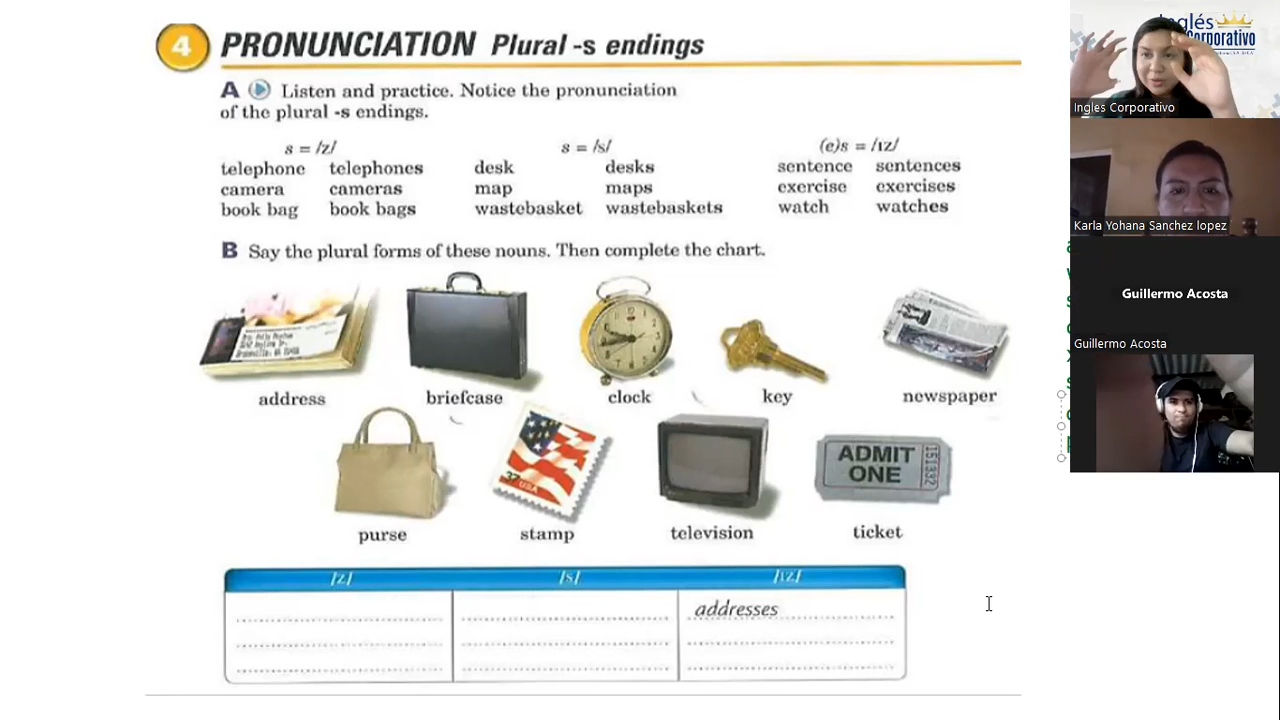 4 PRONUNCIATION Plural -s endings
A Listen and practice. Notice the pronunciation
of the plural -s endings.
s = /z/ s = /s/ (e)s = /ɪz/
telephone telephones desk desks sentence sentences
camera cameras map maps exercise exercises
book bag book bags wastebasket wastebaskets watch watches
B Say the plural forms of these nouns. Then complete the chart.
address briefcase clock key newspaper
37 USA
ADMIT
ONE
151332
purse stamp television ticket
/z/ /s/ /ɪz/
addresses
Inglés
Corporativo
Ingles Corporativo
Karla Yohana Sanchez lopez
Guillermo Acosta
Guillermo Acosta